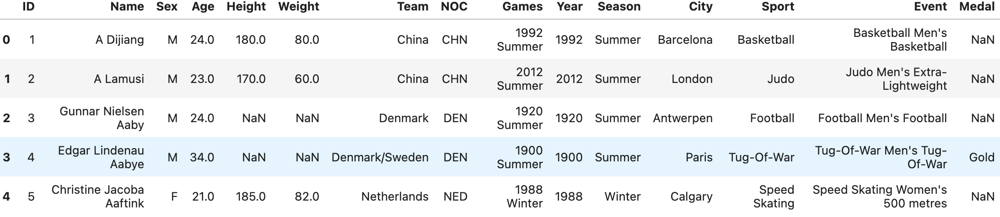 ID Name Sex Age Height Weight Team NOC Games Year Season City Sport Event Medal
0 1 A Dijiang M 24.0 180.0 80.0 China CHN 1992 Summer 1992 Summer Barcelona Basketball Basketball Men's Basketball NaN
1 2 A Lamusi M 23.0 170.0 60.0 China CHN 2012 Summer 2012 Summer London Judo Judo Men's Extra-Lightweight NaN
2 3 Gunnar Nielsen Aaby M 24.0 NaN NaN Denmark DEN 1920 Summer 1920 Summer Antwerpen Football Football Men's Football NaN
3 4 Edgar Lindenau Aabye M 34.0 NaN NaN Denmark/Sweden DEN 1900 Summer 1900 Summer Paris Tug-Of-War Tug-Of-War Men's Tug-Of-War Gold
4 5 Christine Jacoba Aaftink F 21.0 185.0 82.0 Netherlands NED 1988 Winter 1988 Winter Calgary Speed Skating Speed Skating Women's 500 metres NaN